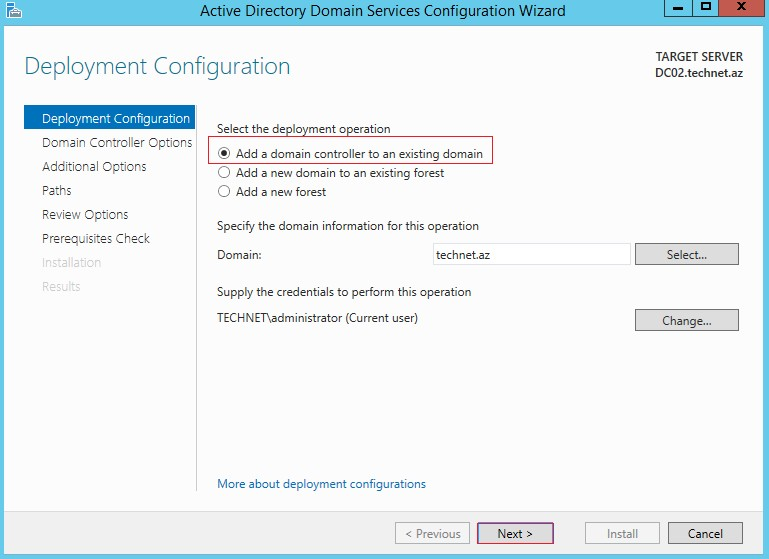 Active Directory Domain Services Configuration Wizard
Deployment Configuration
TARGET SERVER
DC02.technet.az
Deployment Configuration
Domain Controller Options
Additional Options
Paths
Review Options
Prerequisites Check
Installation
Results
Select the deployment operation
Add a domain controller to an existing domain
Add a new domain to an existing forest
Add a new forest
Specify the domain information for this operation
Domain:
technet.az
Select...
Supply the credentials to perform this operation
TECHNET\administrator (Current user)
Change...
More about deployment configurations
< Previous
Next >
Install
Cancel